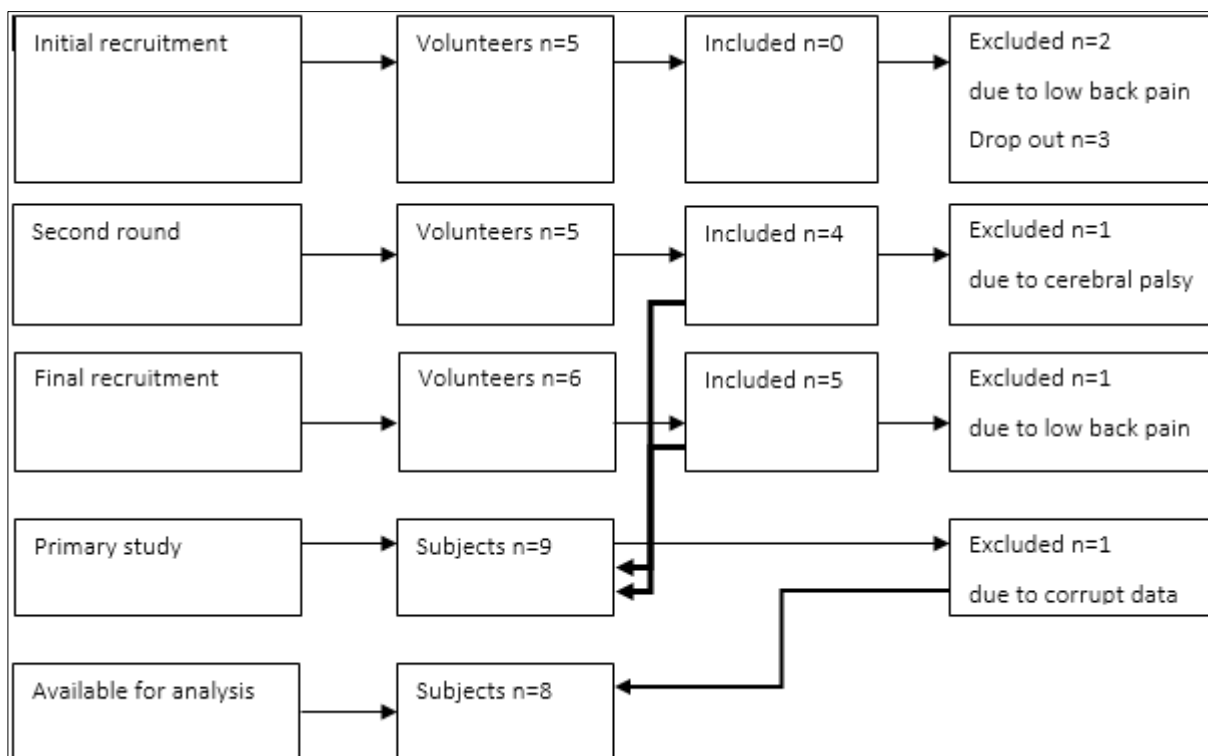 Initial recruitment
Volunteers n=5
Included n=0
Excluded n=2
due to low back pain
Drop out n=3
Second round
Volunteers n=5
Included n=4
Excluded n=1
due to cerebral palsy
Final recruitment
Volunteers n=6
Included n=5
Excluded n=1
due to low back pain
Primary study
Subjects n=9
Excluded n=1
due to corrupt data
Available for analysis
Subjects n=8